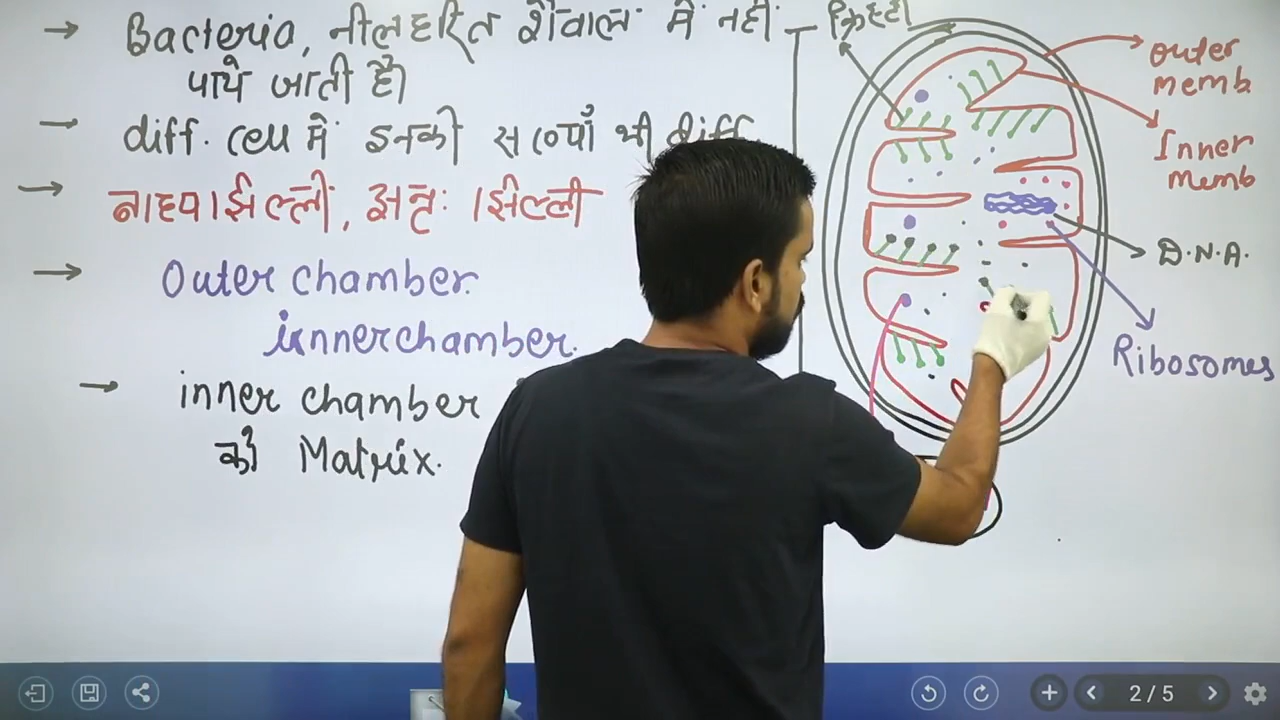 → Bacteria, नीलहरित शैवाल में नहीं
पाये जाती है।
→ diff. cell में इनकी संख्या भी diff.
→ बाह्य झिल्ली, अन्तः झिल्ली
→ Outer chamber.
inner chamber.
→ inner chamber
को Matrix.
क्रिस्टी
Outer
memb
Inner
memb
D.N.A.
Ribosomes
2 / 5